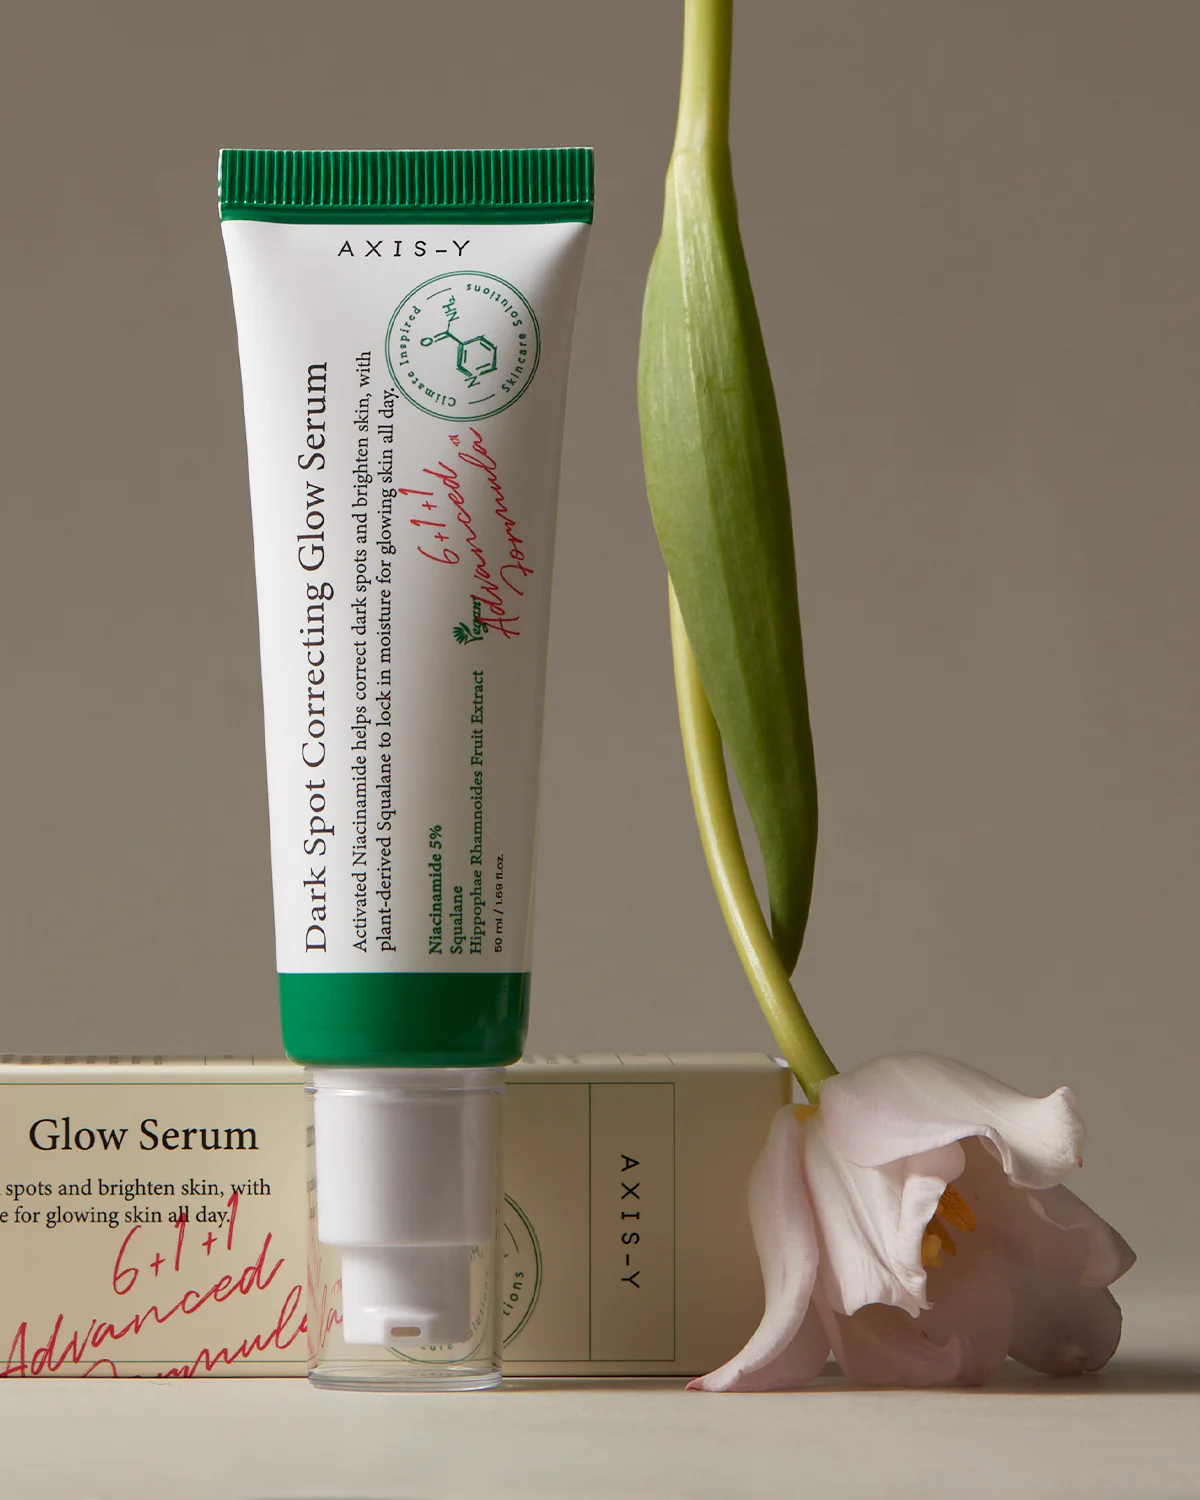 AXIS-Y
Climate Inspired
Skincare Solutions
O
NH₂
N
Dark Spot Correcting Glow Serum
Activated Niacinamide helps correct dark spots and brighten skin, with
plant-derived Squalane to lock in moisture for glowing skin all day.
6+1+1
Advanced
Formula™
Vegan
Niacinamide 5%
Squalane
Hippophae Rhamnoides Fruit Extract
50 ml / 1.69 fl.oz.
Glow Serum
spots and brighten skin, with
e for glowing skin all day.
6+1+1
Advanced
Formula
AXIS-Y